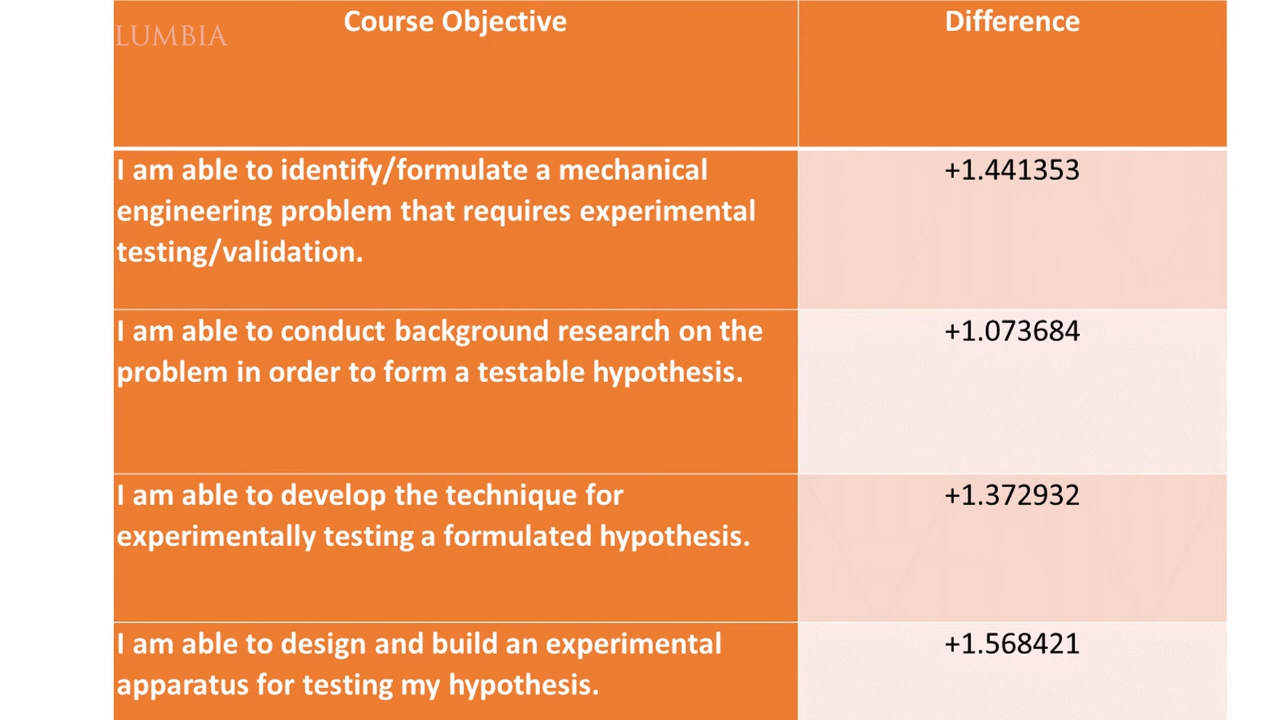 LUMBIA
Course Objective
Difference
I am able to identify/formulate a mechanical
engineering problem that requires experimental
testing/validation.
+1.441353
I am able to conduct background research on the
problem in order to form a testable hypothesis.
+1.073684
I am able to develop the technique for
experimentally testing a formulated hypothesis.
+1.372932
I am able to design and build an experimental
apparatus for testing my hypothesis.
+1.568421